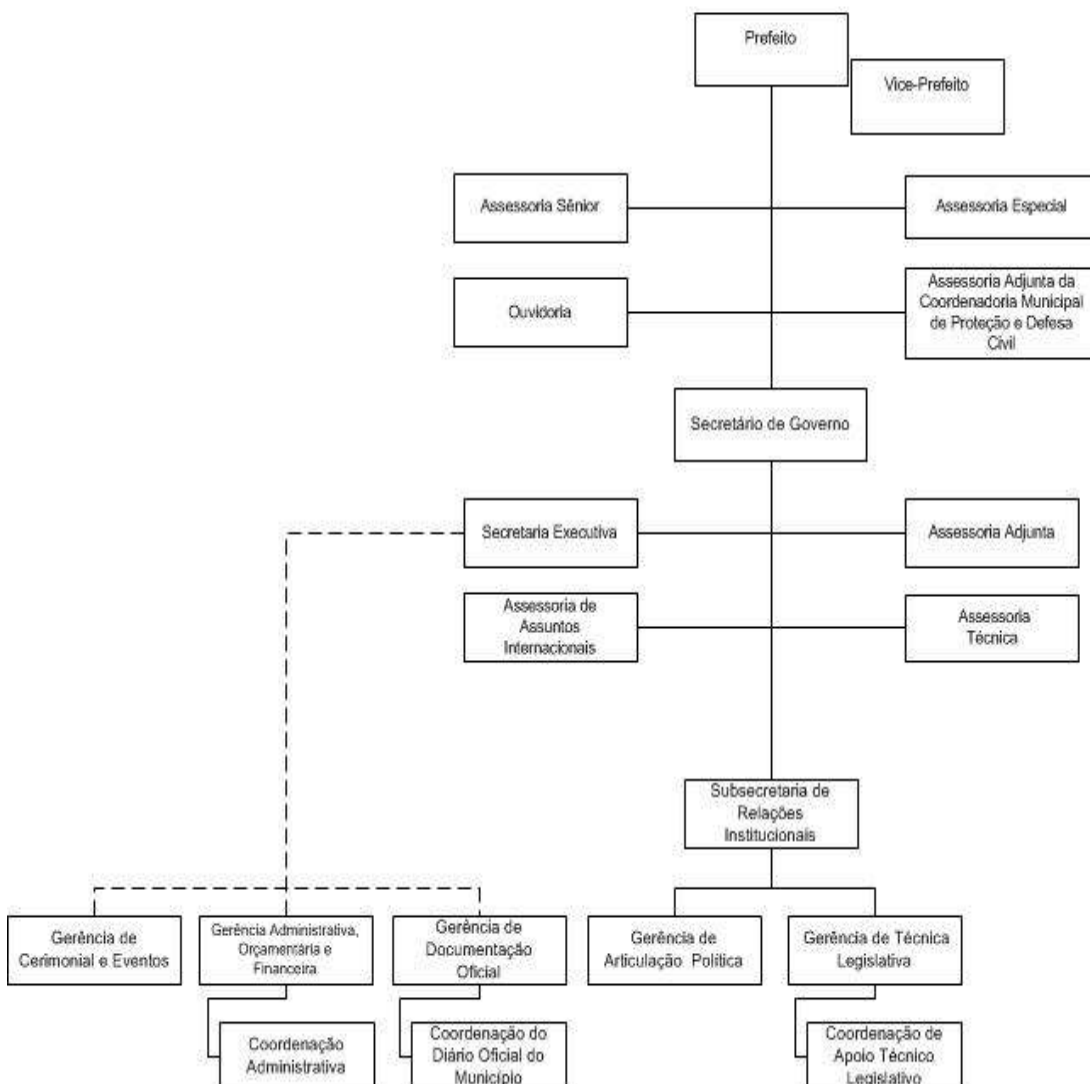 Prefeito
Vice-Prefeito
Assessoria Sênior
Assessoria Especial
Ouvidoria
Assessoria Adjunta da
Coordenadoria Municipal
de Proteção e Defesa
Civil
Secretário de Governo
Secretaria Executiva
Assessoria Adjunta
Assessoria de
Assuntos
Internacionais
Assessoria
Técnica
Subsecretaria de
Relações
Institucionais
Gerência de
Cerimonial e Eventos
Gerência Administrativa,
Orçamentária e
Financeira
Gerência de
Documentação
Oficial
Gerência de
Articulação Política
Gerência de Técnica
Legislativa
Coordenação
Administrativa
Coordenação do
Diário Oficial do
Município
Coordenação de
Apoio Técnico
Legislativo